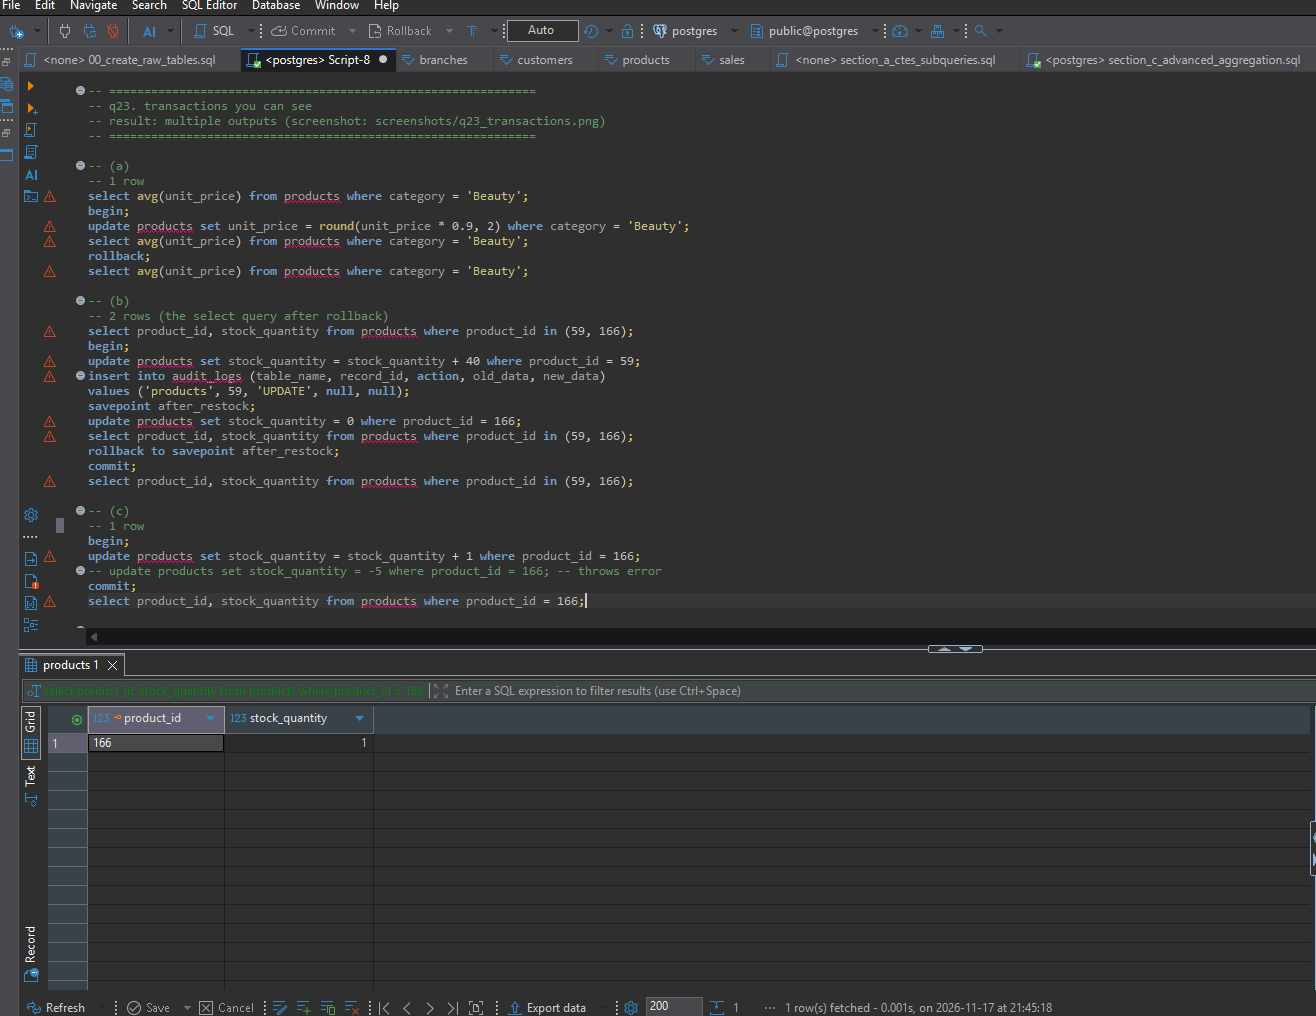 File Edit Navigate Search SQL Editor Database Window Help
AI SQL Commit Rollback T Auto postgres public@postgres
<none> 00_create_raw_tables.sql <postgres> Script-8 branches customers products sales <none> section_a_ctes_subqueries.sql <postgres> section_c_advanced_aggregation.sql
-- =============================================================
-- q23. transactions you can see
-- result: multiple outputs (screenshot: screenshots/q23_transactions.png)
-- =============================================================
-- (a)
-- 1 row
AI
select avg(unit_price) from products where category = 'Beauty';
begin;
update products set unit_price = round(unit_price * 0.9, 2) where category = 'Beauty';
select avg(unit_price) from products where category = 'Beauty';
rollback;
select avg(unit_price) from products where category = 'Beauty';
-- (b)
-- 2 rows (the select query after rollback)
select product_id, stock_quantity from products where product_id in (59, 166);
begin;
update products set stock_quantity = stock_quantity + 40 where product_id = 59;
insert into audit_logs (table_name, record_id, action, old_data, new_data)
values ('products', 59, 'UPDATE', null, null);
savepoint after_restock;
update products set stock_quantity = 0 where product_id = 166;
select product_id, stock_quantity from products where product_id in (59, 166);
rollback to savepoint after_restock;
commit;
select product_id, stock_quantity from products where product_id in (59, 166);
-- (c)
-- 1 row
begin;
update products set stock_quantity = stock_quantity + 1 where product_id = 166;
-- update products set stock_quantity = -5 where product_id = 166; -- throws error
commit;
select product_id, stock_quantity from products where product_id = 166;
products 1
select product_id, stock_quantity from products where product_id = 166 Enter a SQL expression to filter results (use Ctrl+Space)
Grid
Text
Record
123 product_id 123 stock_quantity
1 166 1
Refresh Save Cancel Export data 200 1 ... 1 row(s) fetched - 0.001s, on 2026-11-17 at 21:45:18